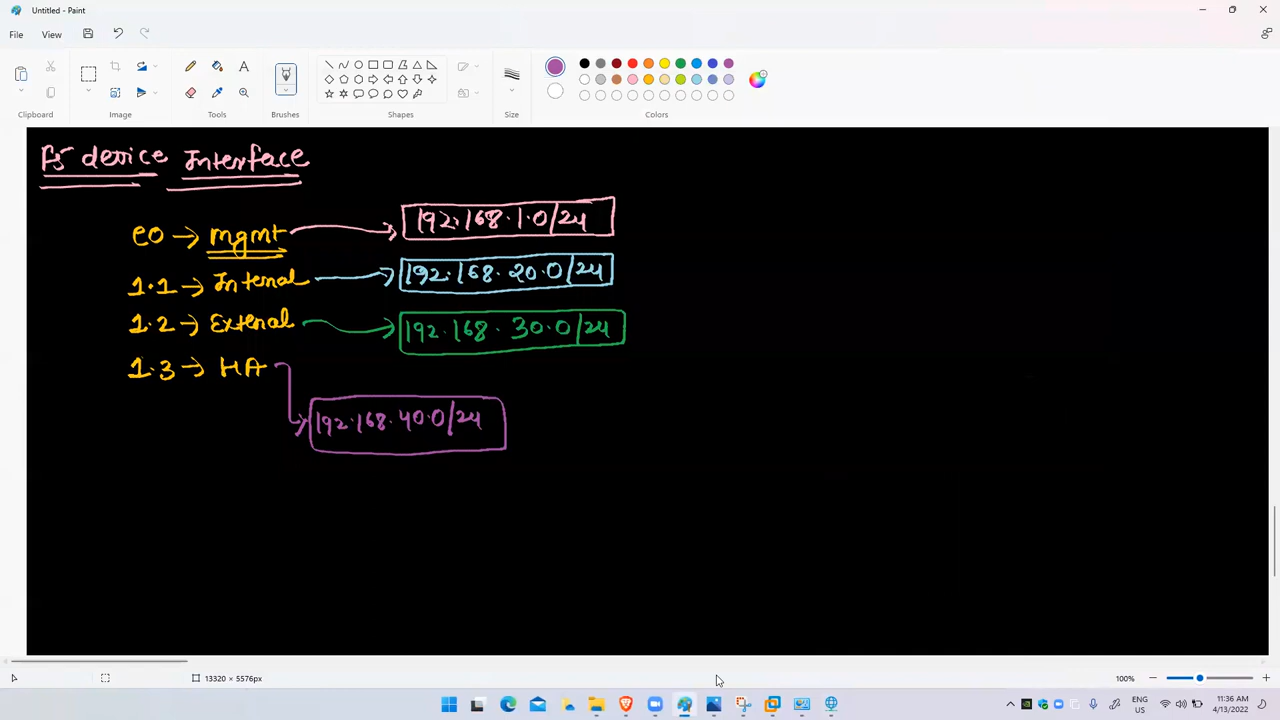 Untitled - Paint
File View
Clipboard Image Tools Brushes Shapes Size Colors
F5 device Interface
e0 → mgmt → 192.168.1.0/24
1.1 → Internal → 192.168.20.0/24
1.2 → External → 192.168.30.0/24
1.3 → HA
192.168.40.0/24
13320 × 5576px 100%
ENG 11:36 AM
US 4/13/2022